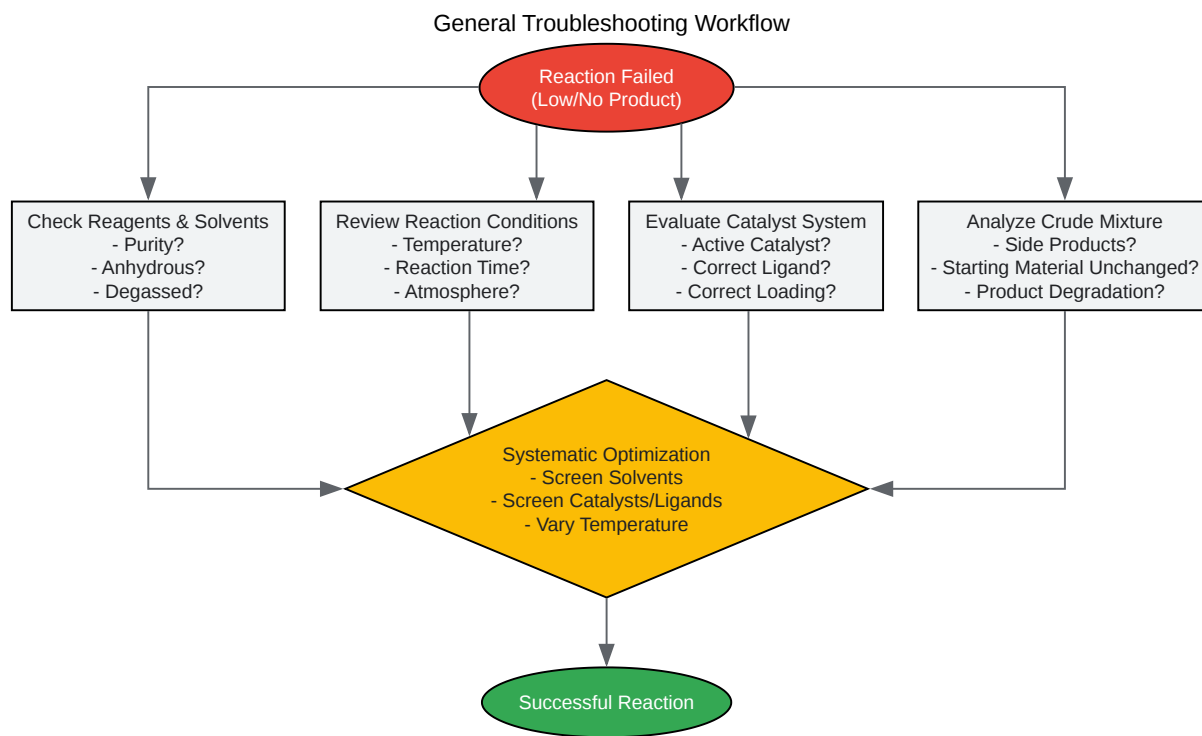 General Troubleshooting Workflow
Reaction Failed
(Low/No Product)
Check Reagents & Solvents
- Purity?
- Anhydrous?
- Degassed?
Review Reaction Conditions
- Temperature?
- Reaction Time?
- Atmosphere?
Evaluate Catalyst System
- Active Catalyst?
- Correct Ligand?
- Correct Loading?
Analyze Crude Mixture
- Side Products?
- Starting Material Unchanged?
- Product Degradation?
Systematic Optimization
- Screen Solvents
- Screen Catalysts/Ligands
- Vary Temperature
Successful Reaction